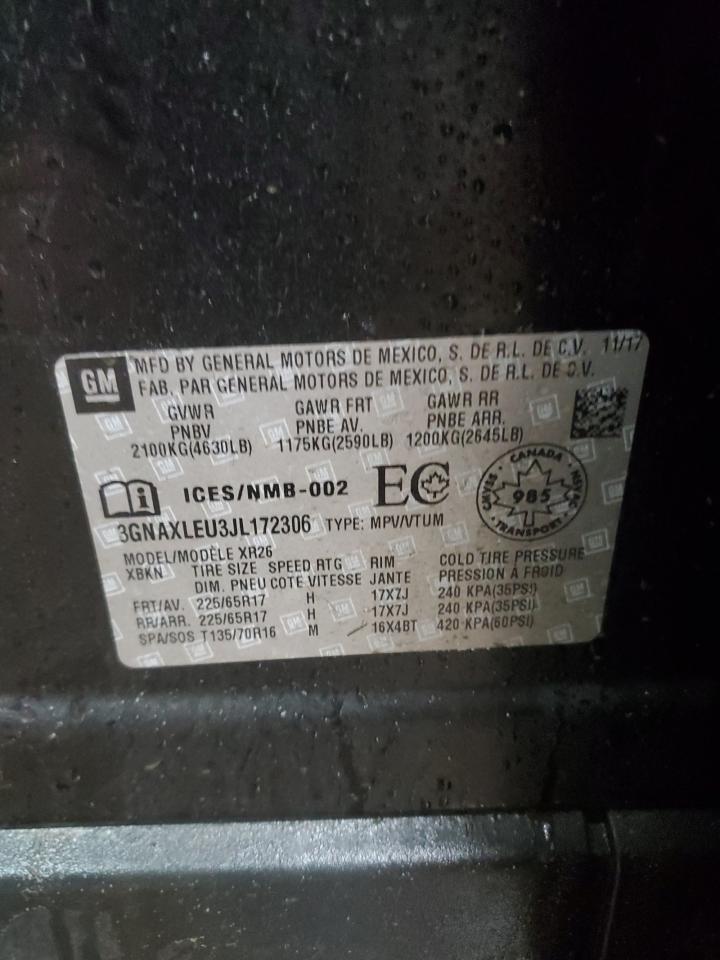 GM
MFD BY GENERAL MOTORS DE MEXICO, S. DE R.L. DE C.V. 11/17
FAB. PAR GENERAL MOTORS DE MEXICO, S. DE R.L. DE C.V.
GVWR GAWR FRT GAWR RR
PNBV PNBE AV. PNBE ARR.
2100KG(4630LB) 1175KG(2590LB) 1200KG(2645LB)
ICES/NMB-002 EC
CANADA
985
TRANSPORT
3GNAXLEU3JL172306 TYPE: MPV/VTUM
MODEL/MODÈLE XR26
XBKN TIRE SIZE SPEED RTG RIM COLD TIRE PRESSURE
DIM. PNEU COTE VITESSE JANTE PRESSION À FROID
FRT/AV. 225/65R17 H 17X7J 240 KPA(35PSI)
RR/ARR. 225/65R17 H 17X7J 240 KPA(35PSI)
SPA/SOS T135/70R16 M 16X4BT 420 KPA(60PSI)